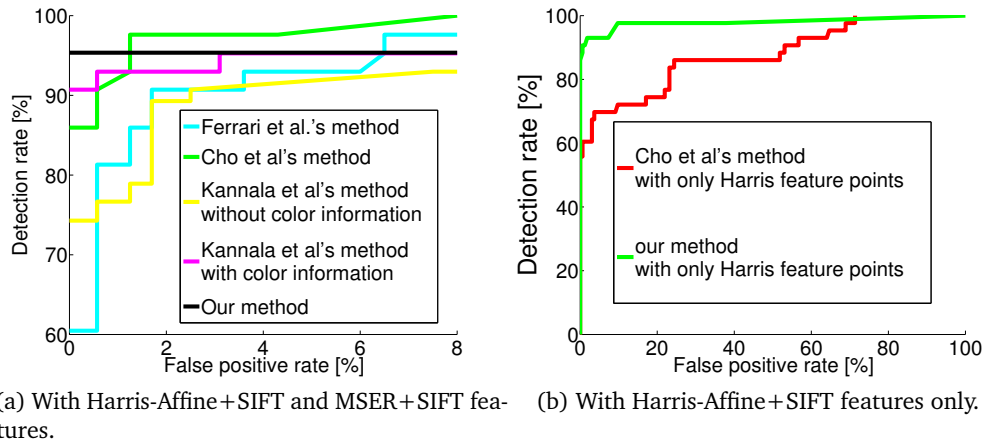 100
90
80
70
60
Detection rate [%]
Ferrari et al.'s method
Cho et al's method
Kannala et al's method
without color information
Kannala et al's method
with color information
Our method
0 2 4 6 8
False positive rate [%]
(a) With Harris-Affine+SIFT and MSER+SIFT fea-
tures.
100
80
60
40
20
0
Detection rate [%]
Cho et al's method
with only Harris feature points
our method
with only Harris feature points
0 20 40 60 80 100
False positive rate [%]
(b) With Harris-Affine+SIFT features only.